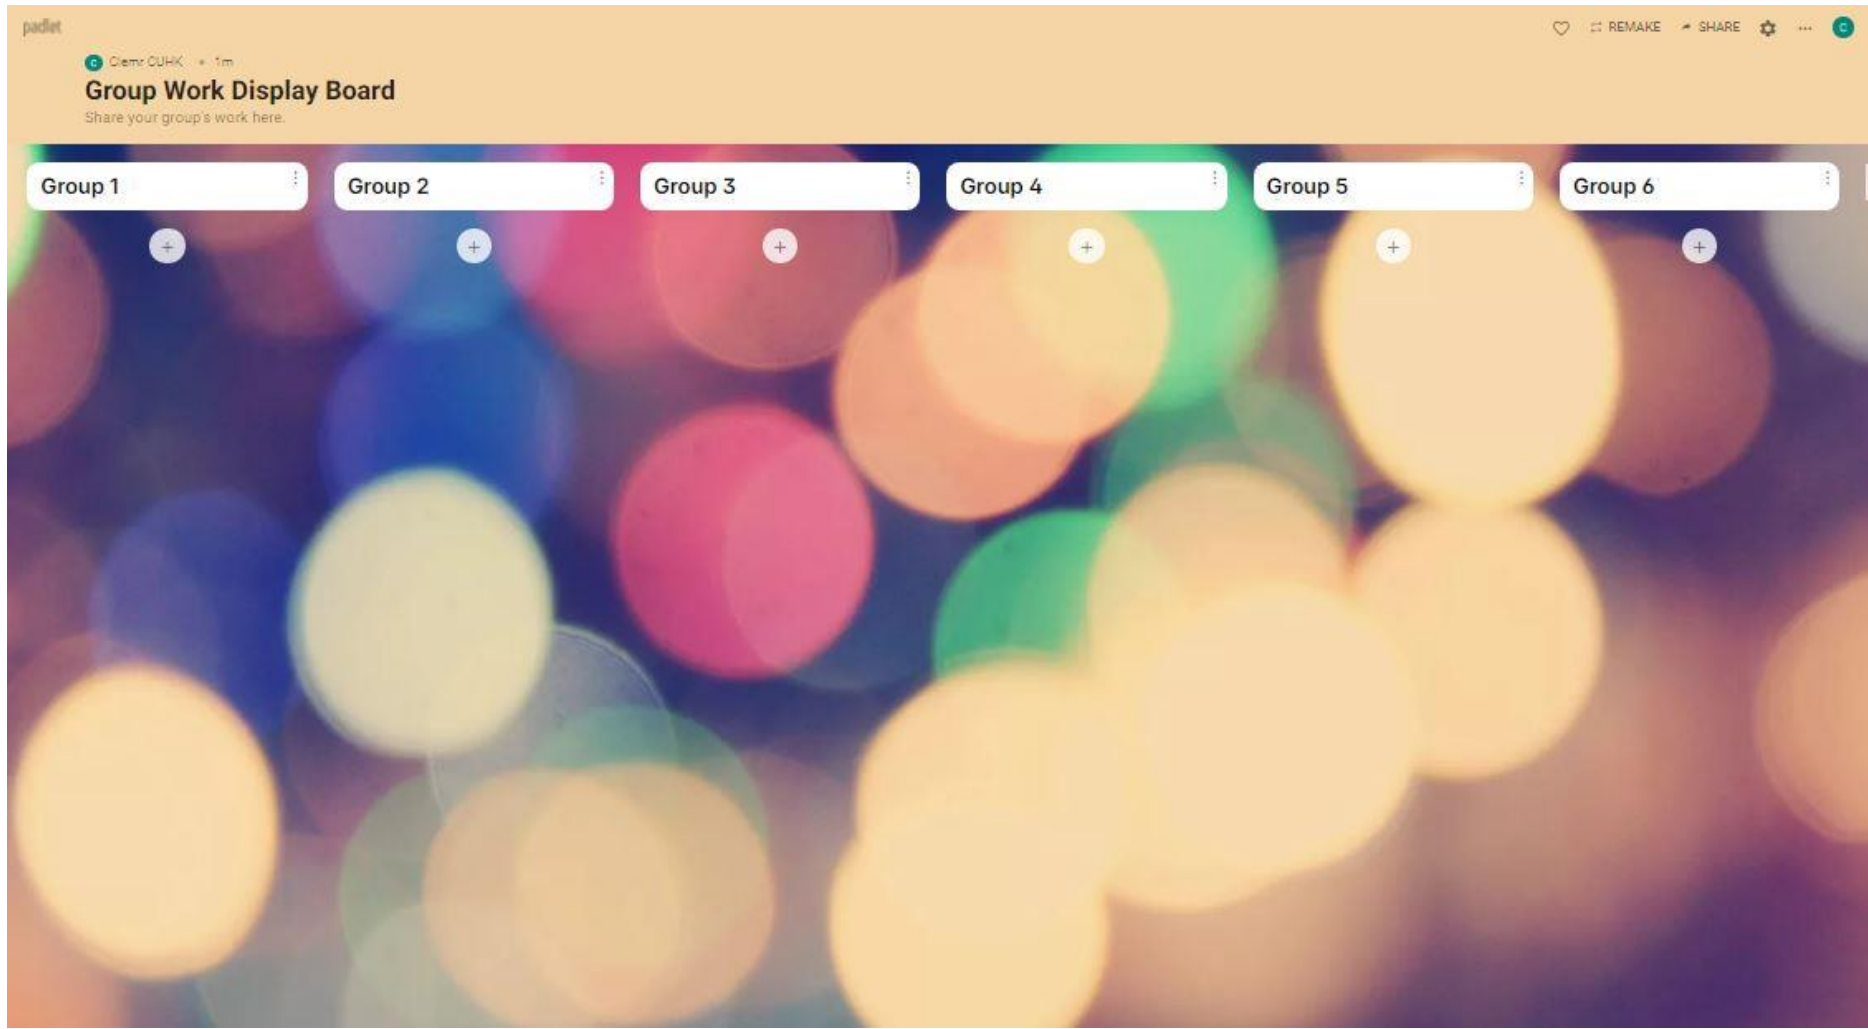 padlet
REMAKE SHARE
Clemr CUHK • 1m
Group Work Display Board
Share your group's work here.
Group 1 Group 2 Group 3 Group 4 Group 5 Group 6